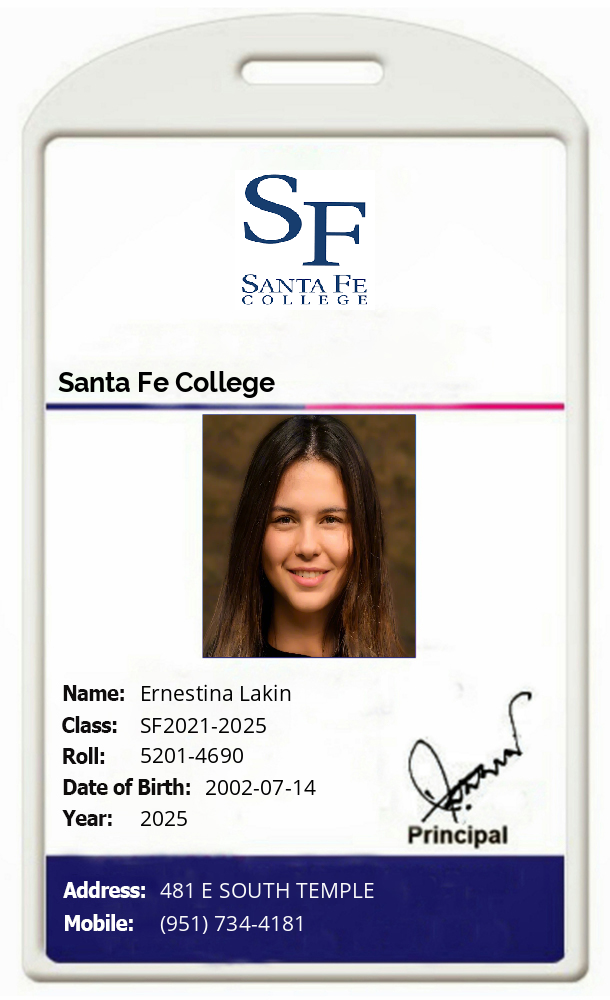 SF
SANTA FE
COLLEGE
Santa Fe College
Name: Ernestina Lakin
Class: SF2021-2025
Roll: 5201-4690
Date of Birth: 2002-07-14
Year: 2025
Principal
Address: 481 E SOUTH TEMPLE
Mobile: (951) 734-4181